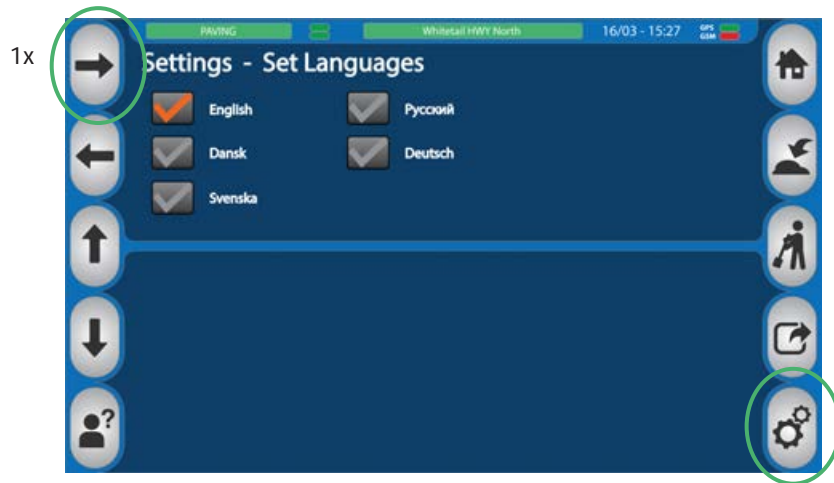 1x
PAVING
Whitetail HWY North
16/03 - 15:27
GPS
GSM
Settings - Set Languages
English
Русский
Dansk
Deutsch
Svenska
?